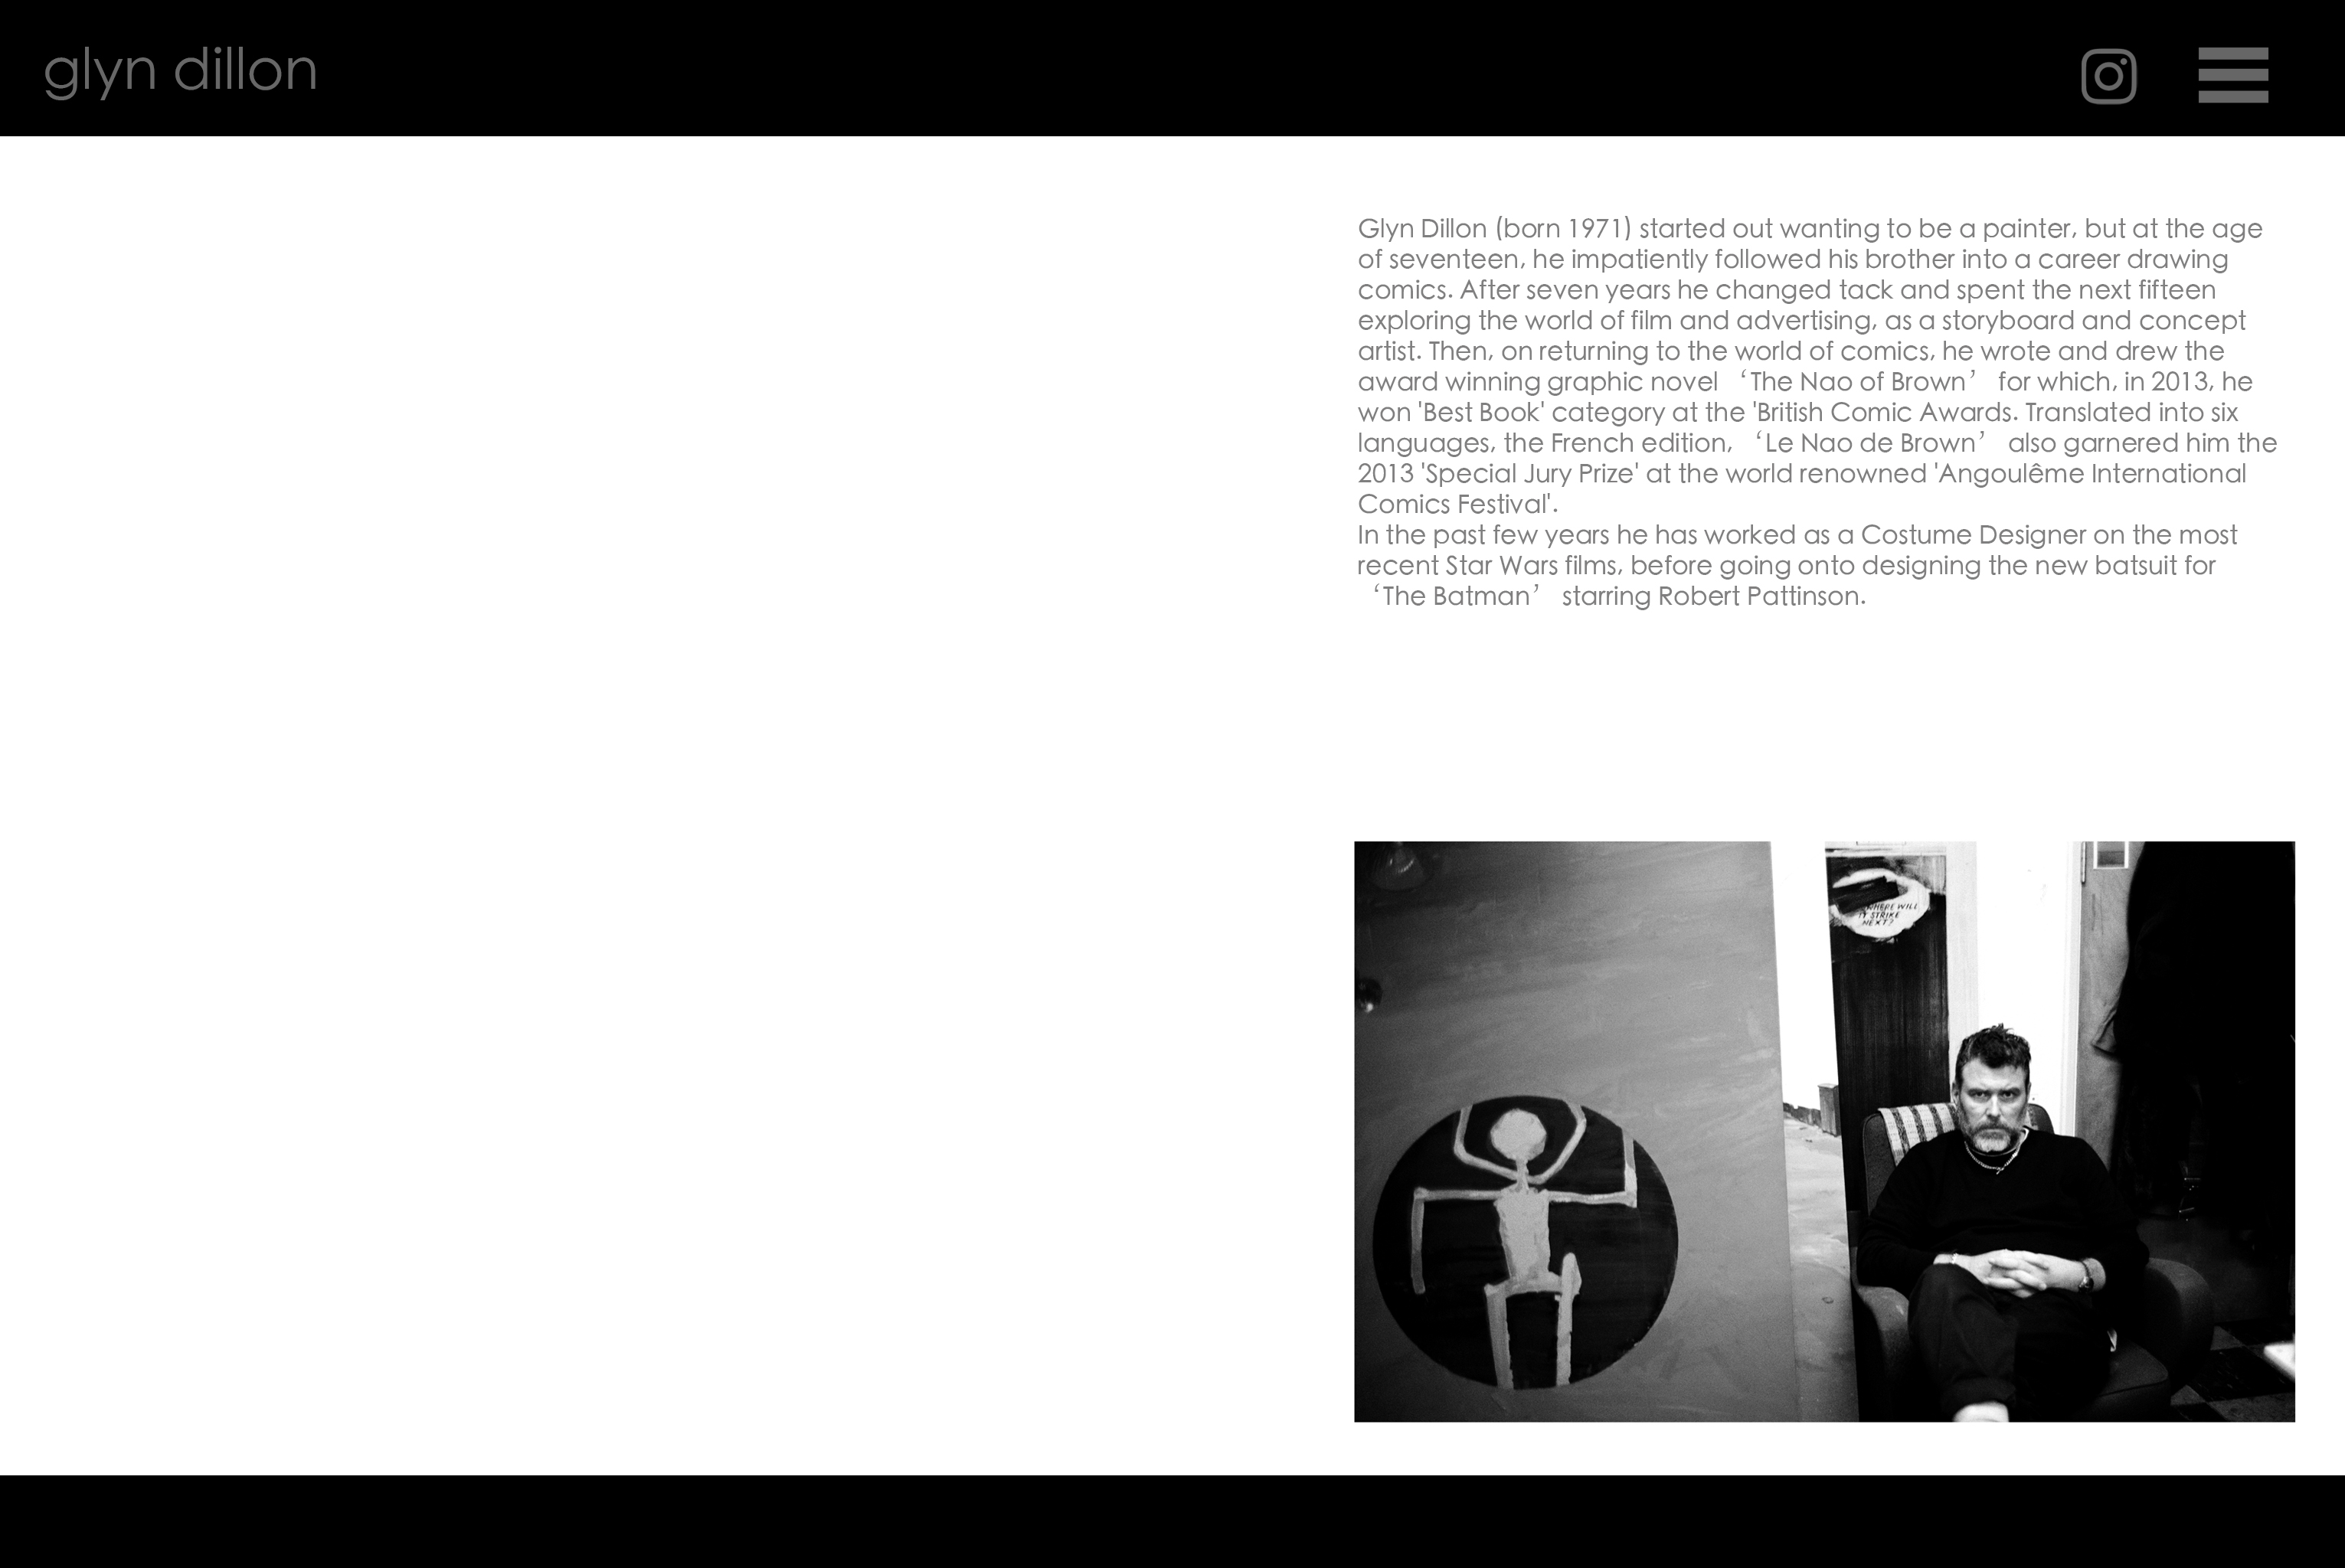 glyn dillon
Glyn Dillon (born 1971) started out wanting to be a painter, but at the age
of seventeen, he impatiently followed his brother into a career drawing
comics. After seven years he changed tack and spent the next fifteen
exploring the world of film and advertising, as a storyboard and concept
artist. Then, on returning to the world of comics, he wrote and drew the
award winning graphic novel ‘The Nao of Brown’ for which, in 2013, he
won 'Best Book' category at the 'British Comic Awards. Translated into six
languages, the French edition, ‘Le Nao de Brown’ also garnered him the
2013 'Special Jury Prize' at the world renowned 'Angoulême International
Comics Festival'.
In the past few years he has worked as a Costume Designer on the most
recent Star Wars films, before going onto designing the new batsuit for
‘The Batman’ starring Robert Pattinson.
WHERE WILL
IT STRIKE
NEXT?